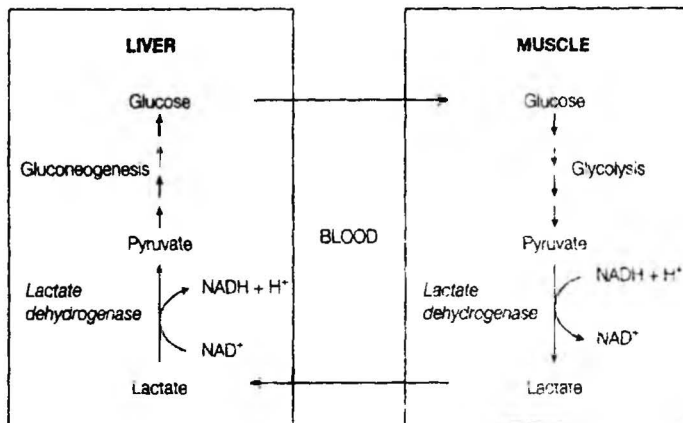 LIVER
Glucose
Gluconeogenesis
Pyruvate
Lactate
dehydrogenase
NADH + H⁺
NAD⁺
Lactate
BLOOD
MUSCLE
Glucose
Glycolysis
Pyruvate
Lactate
dehydrogenase
NADH + H⁺
NAD⁺
Lactate